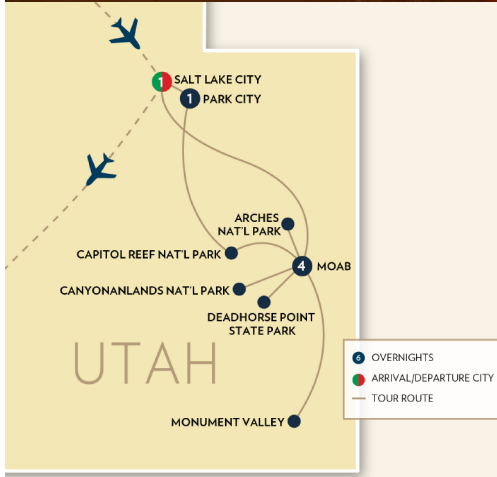 1 SALT LAKE CITY
1 PARK CITY
ARCHES
NAT'L PARK
CAPITOL REEF NAT'L PARK
4 MOAB
CANYONANLANDS NAT'L PARK
DEADHORSE POINT
STATE PARK
UTAH
6 OVERNIGHTS
ARRIVAL/DEPARTURE CITY
TOUR ROUTE
MONUMENT VALLEY